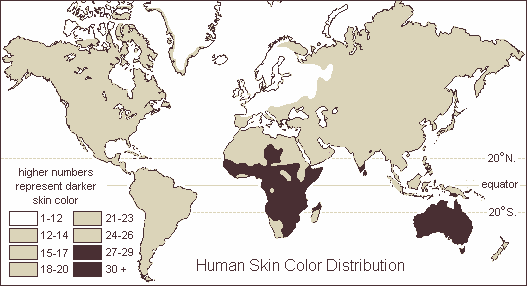 20°N.
higher numbers
represent darker
skin color
equator
20°S.
1-12 21-23
12-14 24-26
15-17 27-29
18-20 30 +
Human Skin Color Distribution